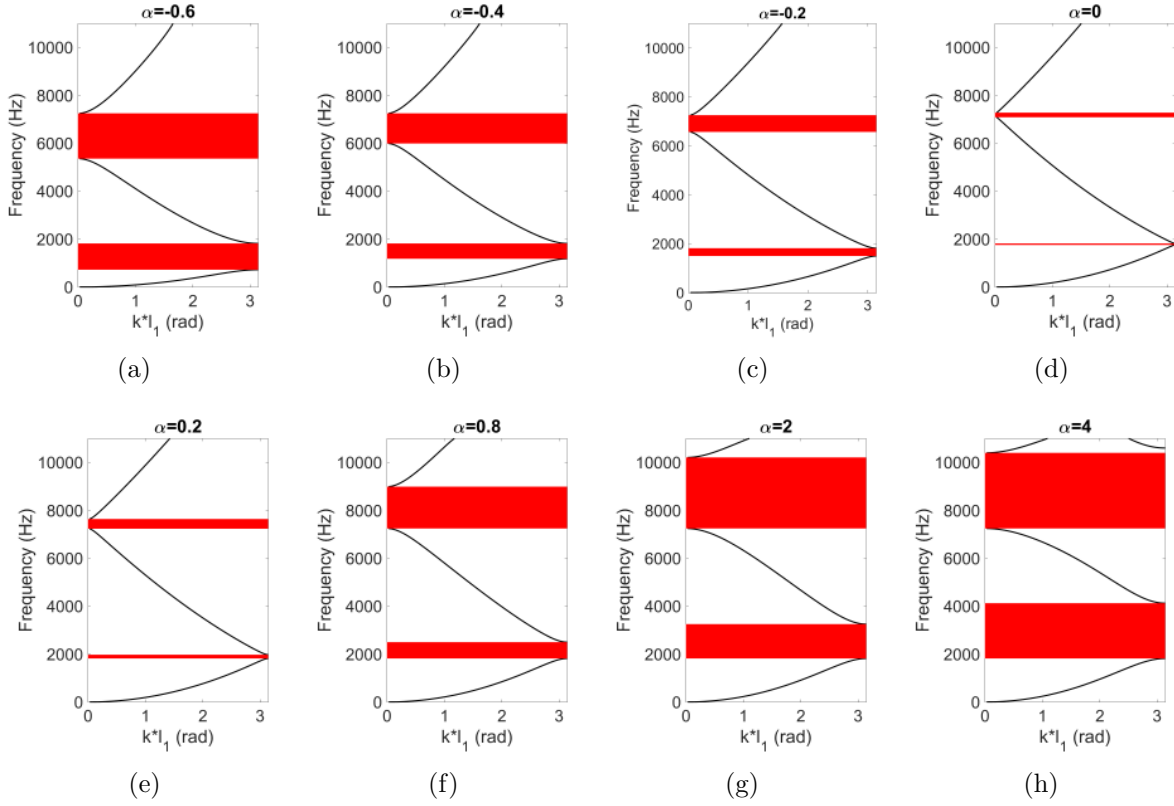 α=-0.6
10000
8000
6000
4000
2000
0
Frequency (Hz)
0 1 2 3
k*l₁ (rad)
(a)
α=-0.4
10000
8000
6000
4000
2000
0
Frequency (Hz)
0 1 2 3
k*l₁ (rad)
(b)
α=-0.2
10000
8000
6000
4000
2000
0
Frequency (Hz)
0 1 2 3
k*l₁ (rad)
(c)
α=0
10000
8000
6000
4000
2000
0
Frequency (Hz)
0 1 2 3
k*l₁ (rad)
(d)
α=0.2
10000
8000
6000
4000
2000
0
Frequency (Hz)
0 1 2 3
k*l₁ (rad)
(e)
α=0.8
10000
8000
6000
4000
2000
0
Frequency (Hz)
0 1 2 3
k*l₁ (rad)
(f)
α=2
10000
8000
6000
4000
2000
0
Frequency (Hz)
0 1 2 3
k*l₁ (rad)
(g)
α=4
10000
8000
6000
4000
2000
0
Frequency (Hz)
0 1 2 3
k*l₁ (rad)
(h)